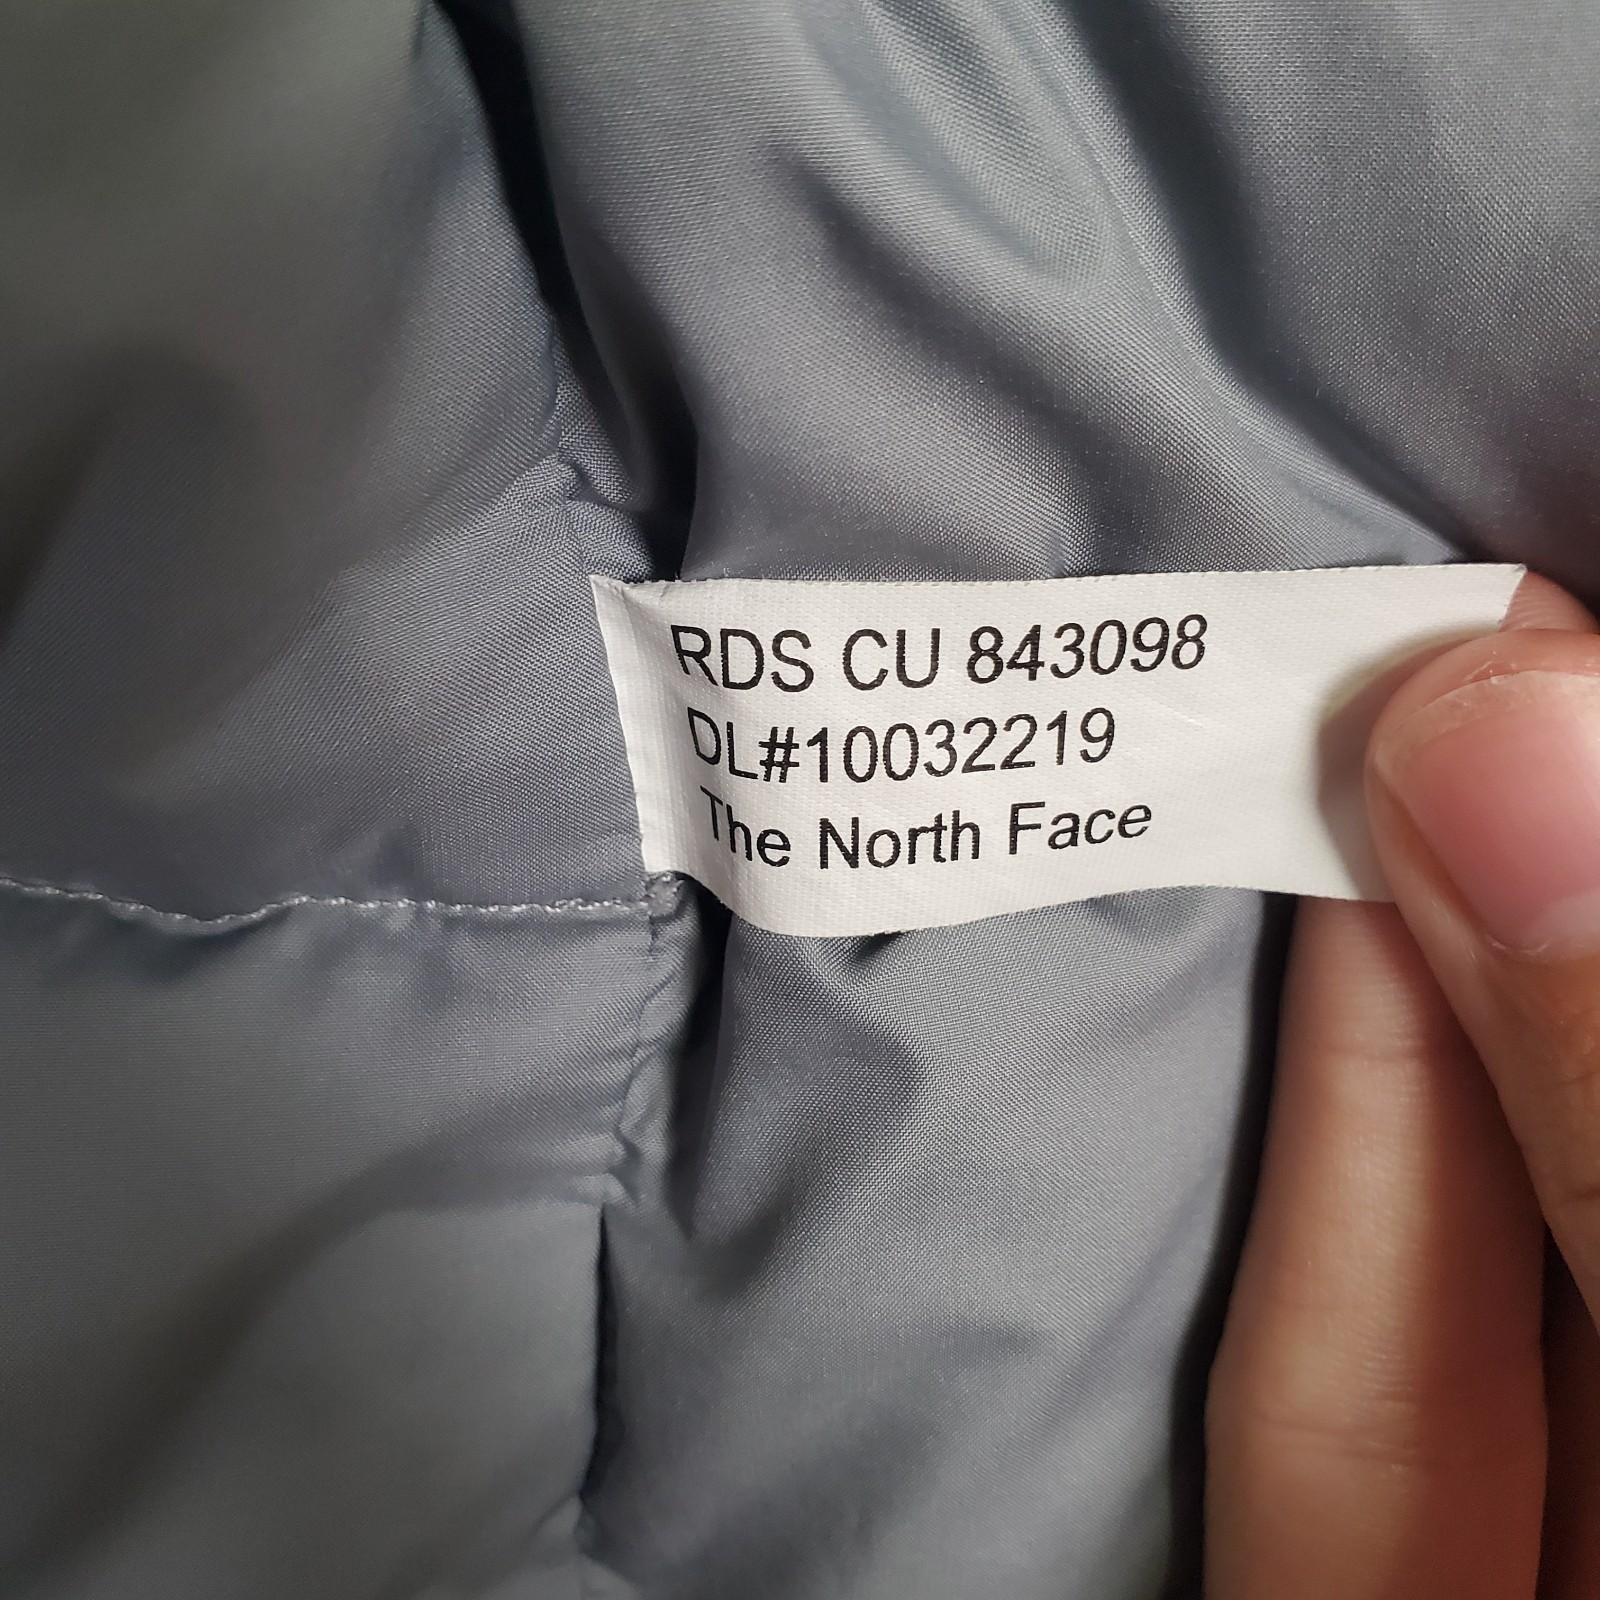 RDS CU 843098
DL#10032219
The North Face